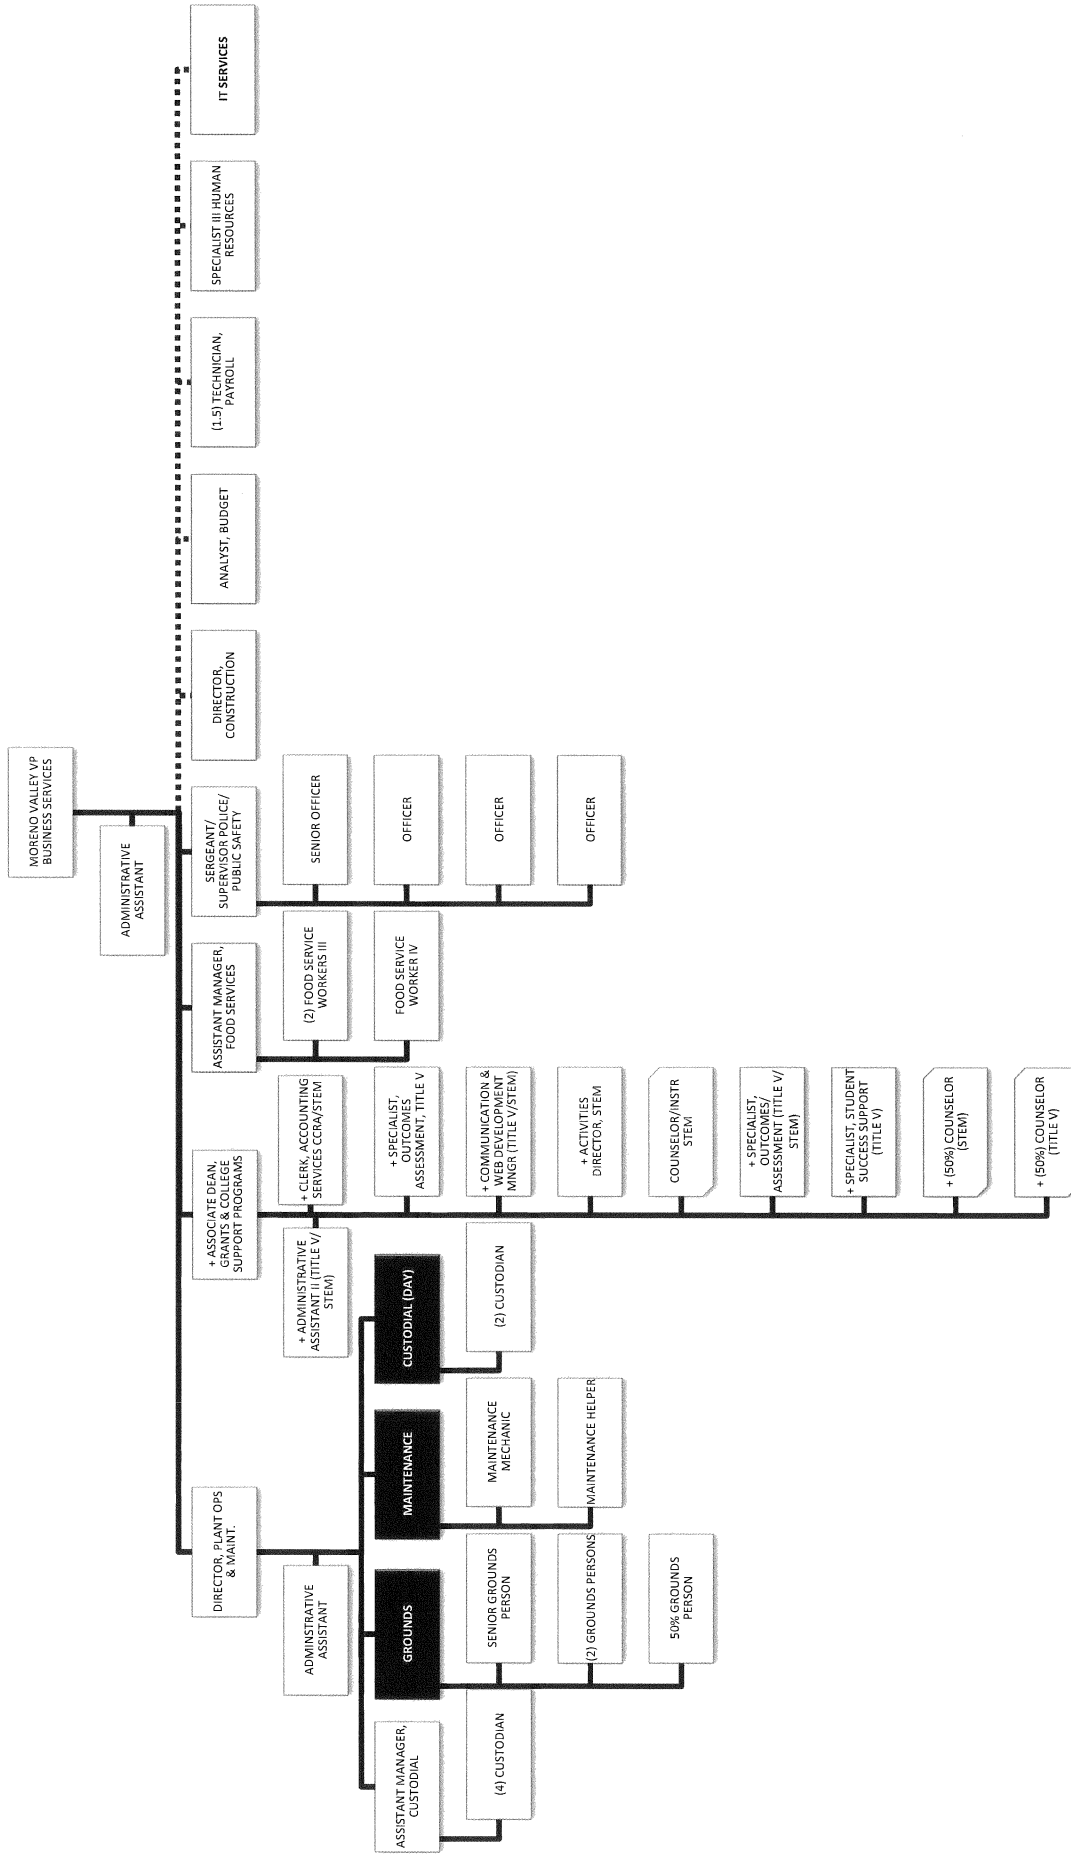 MORENO VALLEY VP
BUSINESS SERVICES
ADMINISTRATIVE
ASSISTANT
DIRECTOR, PLANT OPS
& MAINT.
+ ASSOCIATE DEAN,
GRANTS & COLLEGE
SUPPORT PROGRAMS
ASSISTANT MANAGER,
FOOD SERVICES
SERGEANT/
SUPERVISOR POLICE/
PUBLIC SAFETY
DIRECTOR,
CONSTRUCTION
ANALYST, BUDGET
(1.5) TECHNICIAN,
PAYROLL
SPECIALIST III HUMAN
RESOURCES
IT SERVICES
ADMINSTRATIVE
ASSISTANT
+ ADMINISTRATIVE
ASSISTANT II (TITLE V/
STEM)
+ CLERK, ACCOUNTING
SERVICES CCRA/STEM
(2) FOOD SERVICE
WORKERS III
SENIOR OFFICER
ASSISTANT MANAGER,
CUSTODIAL
GROUNDS
MAINTENANCE
CUSTODIAL (DAY)
+ SPECIALIST,
OUTCOMES
ASSESSMENT, TITLE V
FOOD SERVICE
WORKER IV
OFFICER
(4) CUSTODIAN
SENIOR GROUNDS
PERSON
MAINTENANCE
MECHANIC
(2) CUSTODIAN
+ COMMUNICATION &
WEB DEVELOPMENT
MNGR (TITLE V/STEM)
OFFICER
(2) GROUNDS PERSONS
MAINTENANCE HELPER
+ ACTIVITIES
DIRECTOR, STEM
OFFICER
50% GROUNDS
PERSON
COUNSELOR/INSTR
STEM
+ SPECIALIST,
OUTCOMES/
ASSESSMENT (TITLE V/
STEM)
+ SPECIALIST, STUDENT
SUCCESS SUPPORT
(TITLE V)
+ (50%) COUNSELOR
(STEM)
+ (50%) COUNSELOR
(TITLE V)